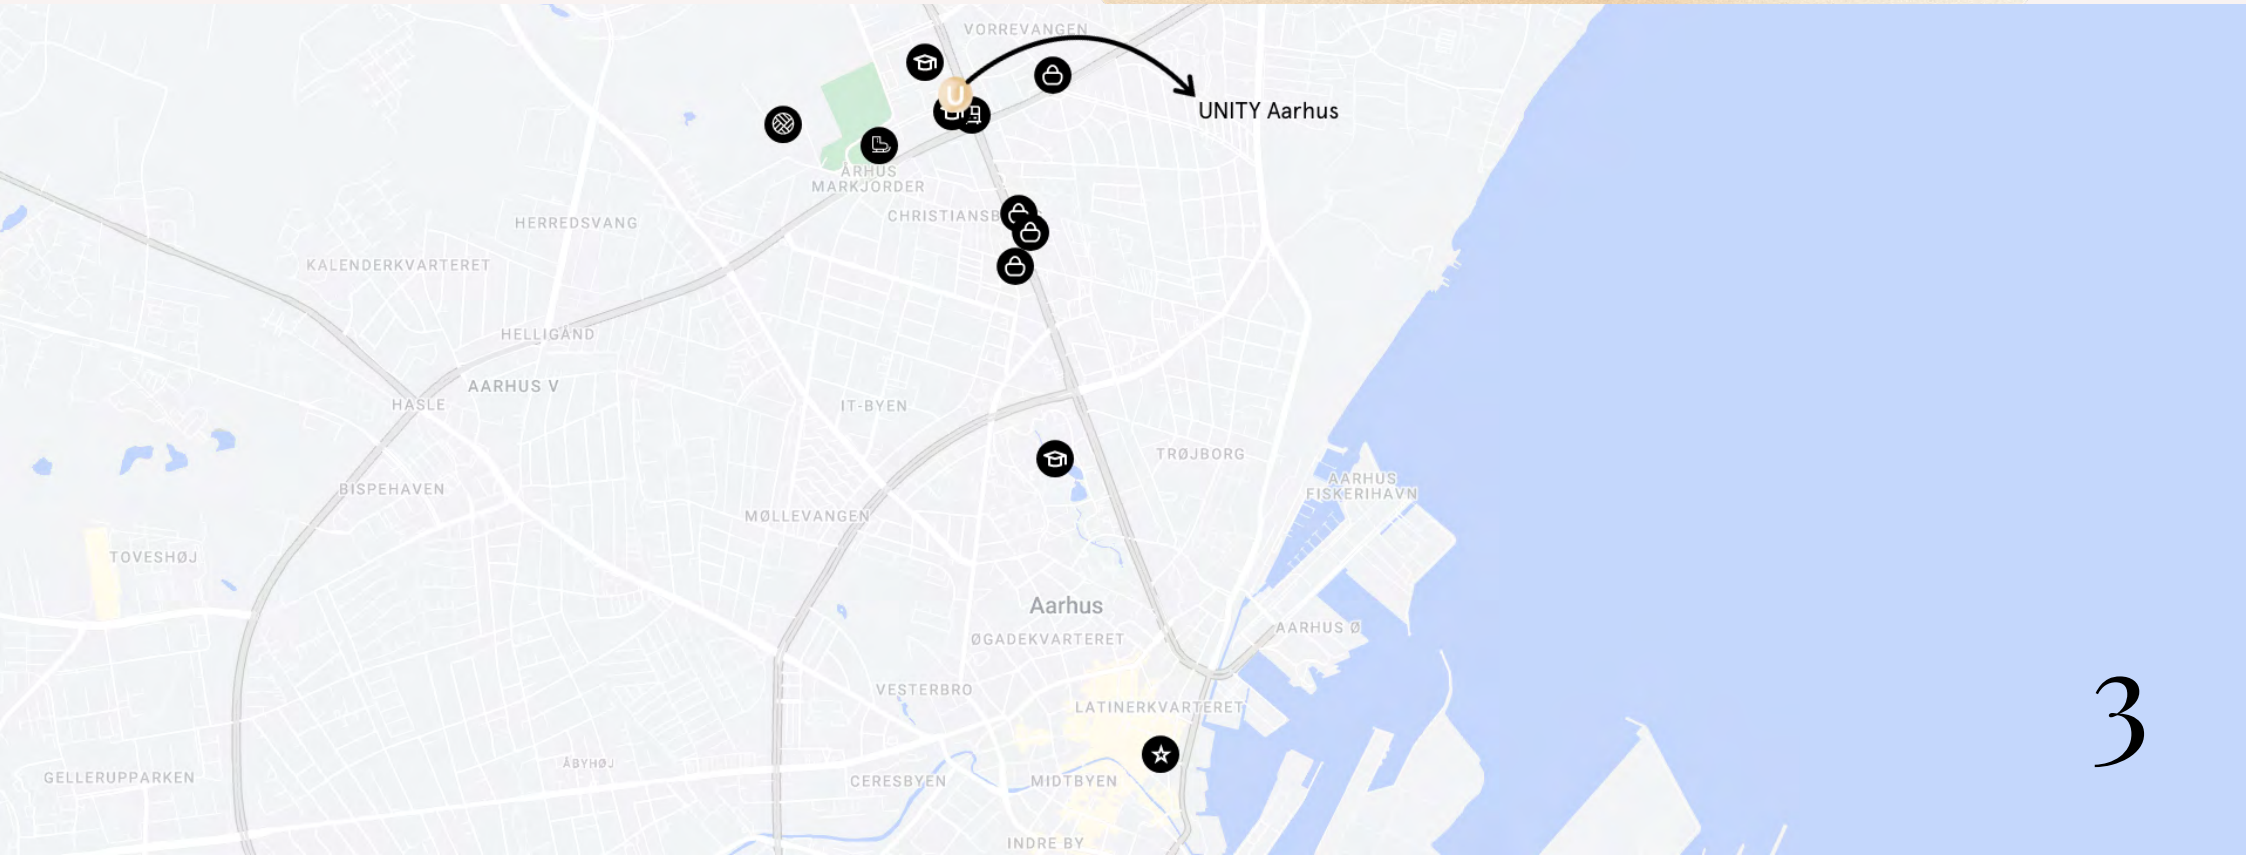 VORREVANGEN
U
UNITY Aarhus
ÅRHUS
MARKJORDER
CHRISTIANSB
HERREDSVANG
KALENDERKVARTERET
HELLIGÅND
AARHUS V
HASLE
IT-BYEN
TRØJBORG
AARHUS
FISKERIHAVN
BISPEHAVEN
MØLLEVANGEN
TOVESHØJ
Aarhus
AARHUS Ø
ØGADEKVARTERET
VESTERBRO
LATINERKVARTERET
3
ÅBYHØJ
GELLERUPPARKEN
CERESBYEN
MIDTBYEN
INDRE BY